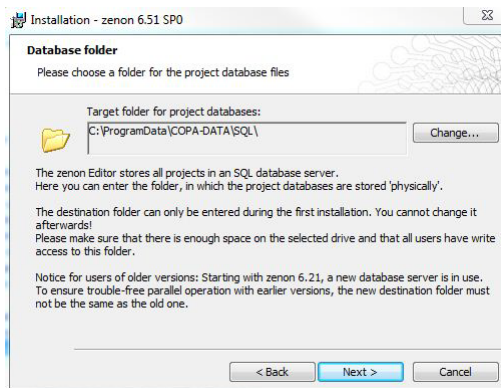 Installation - zenon 6.51 SP0
Database folder
Please choose a folder for the project database files
Target folder for project databases:
C:\ProgramData\COPA-DATA\SQL\
Change...
The zenon Editor stores all projects in an SQL database server.
Here you can enter the folder, in which the project databases are stored 'physically'.
The destination folder can only be entered during the first installation. You cannot change it
afterwards!
Please make sure that there is enough space on the selected drive and that all users have write
access to this folder.
Notice for users of older versions: Starting with zenon 6.21, a new database server is in use.
To ensure trouble-free parallel operation with earlier versions, the new destination folder must
not be the same as the old one.
< Back
Next >
Cancel